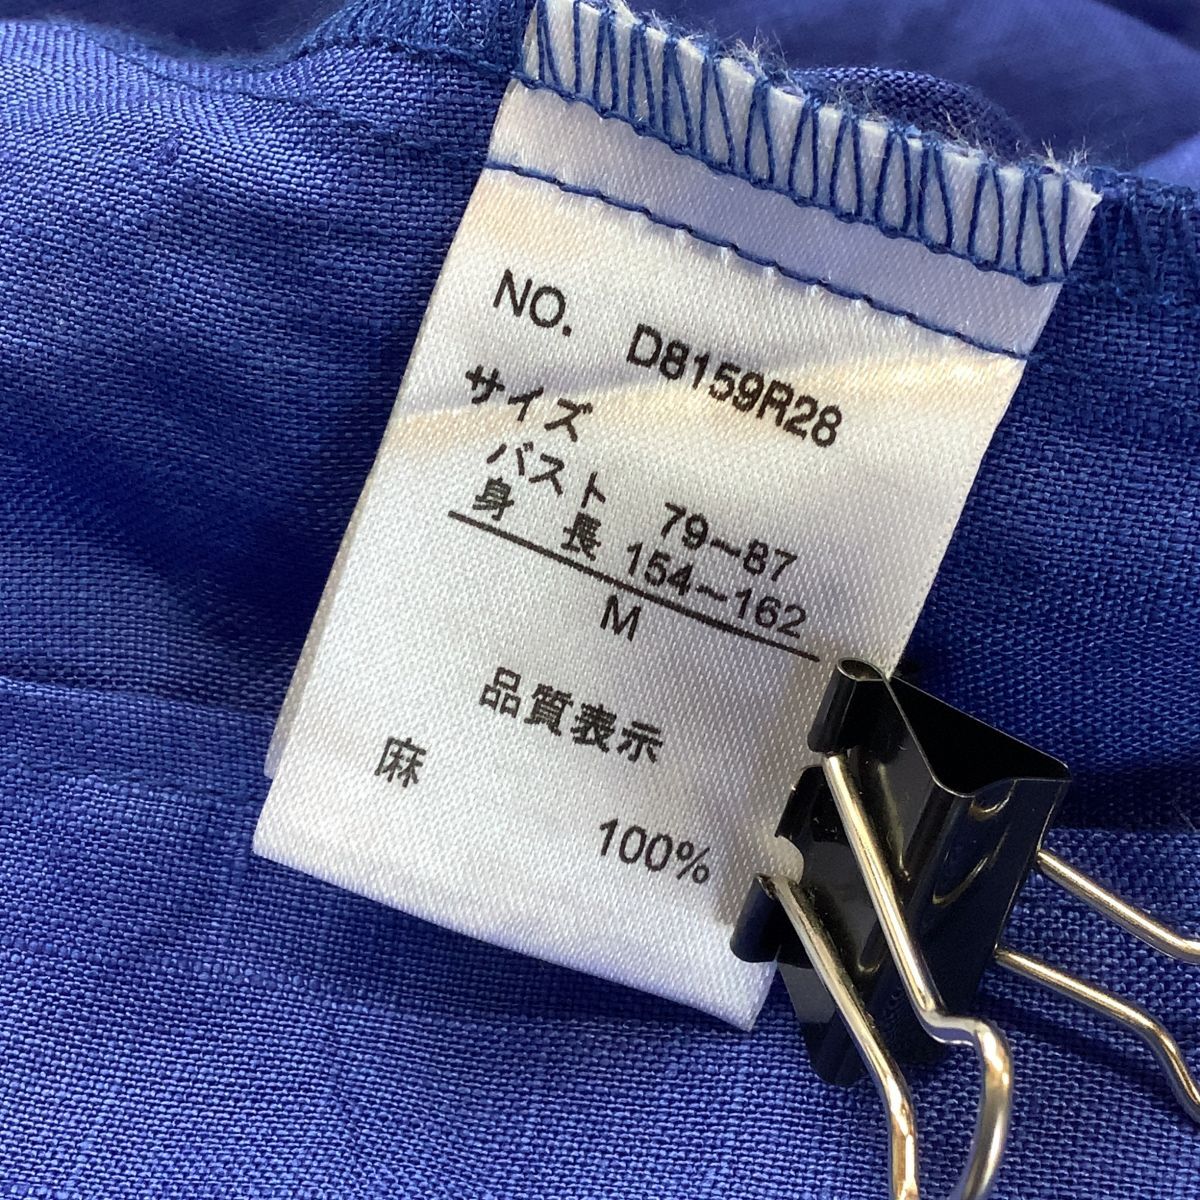 NO. D8159R28
サイズ
バスト 79~87
身 長 154~162
M
品質表示
麻
100%